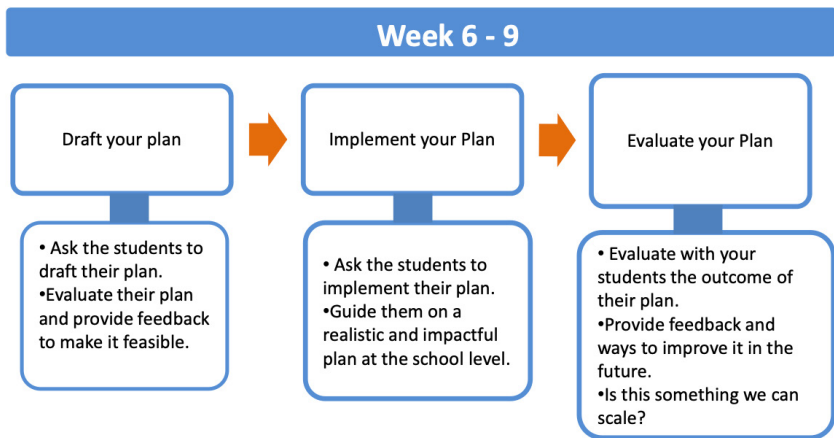 Week 6 - 9
Draft your plan
Implement your Plan
Evaluate your Plan
• Ask the students to
draft their plan.
•Evaluate their plan
and provide feedback
to make it feasible.
• Ask the students to
implement their plan.
•Guide them on a
realistic and impactful
plan at the school level.
• Evaluate with your
students the outcome of
their plan.
•Provide feedback and
ways to improve it in the
future.
•Is this something we can
scale?